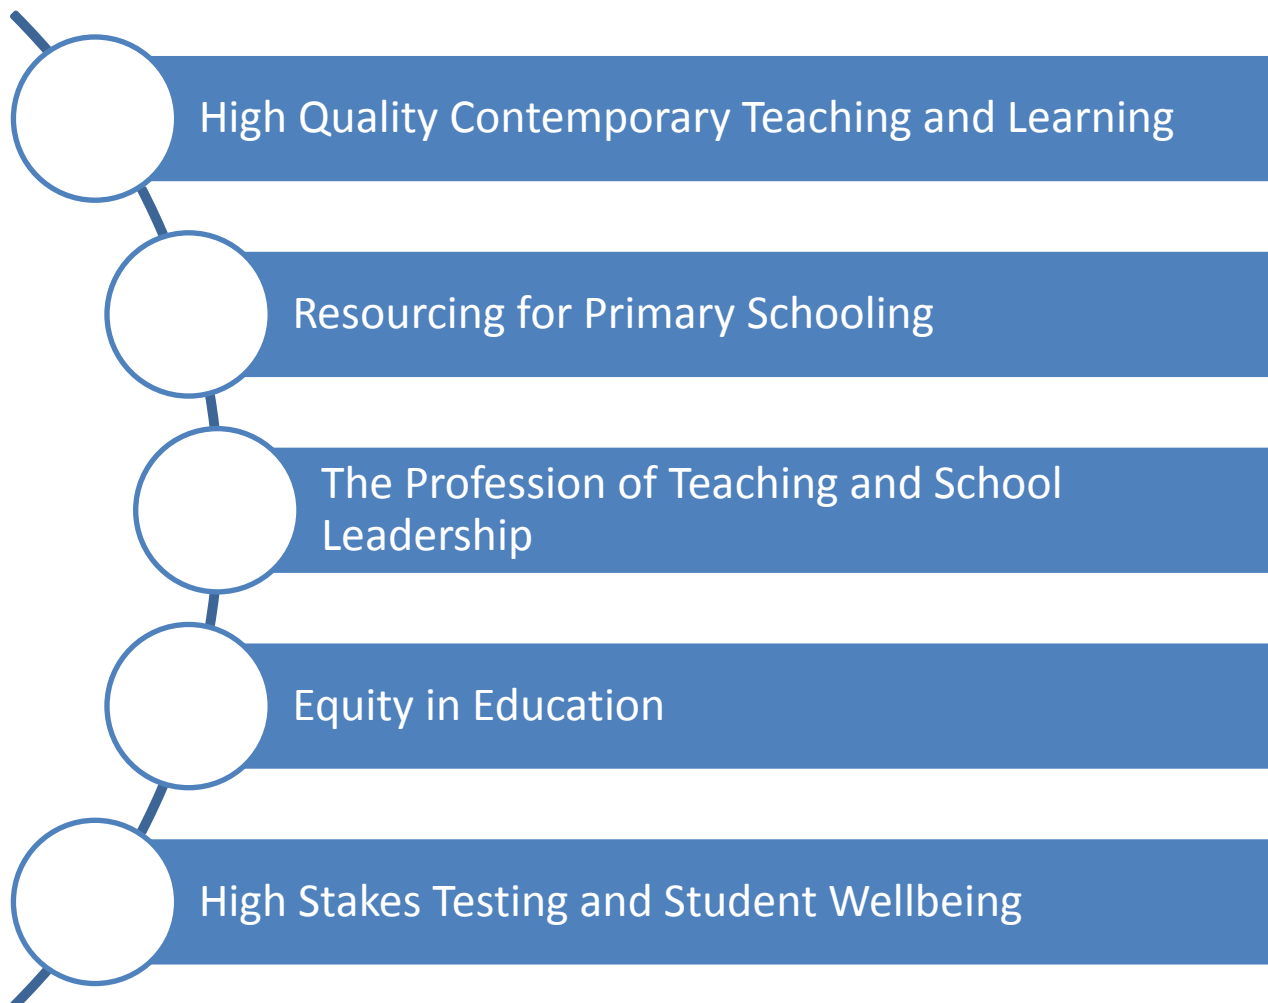 High Quality Contemporary Teaching and Learning
Resourcing for Primary Schooling
The Profession of Teaching and School
Leadership
Equity in Education
High Stakes Testing and Student Wellbeing